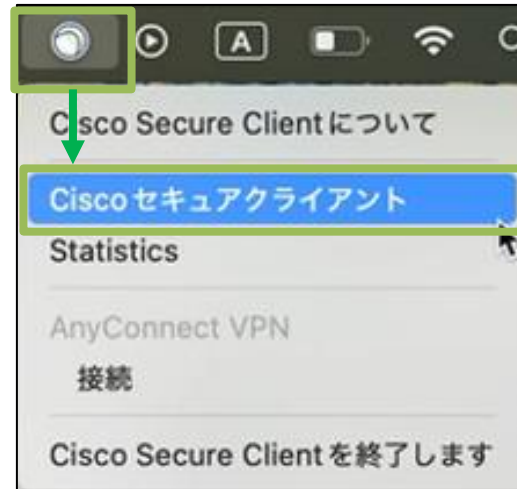 A
Cisco Secure Clientについて
Ciscoセキュアクライアント
Statistics
AnyConnect VPN
接続
Cisco Secure Clientを終了します